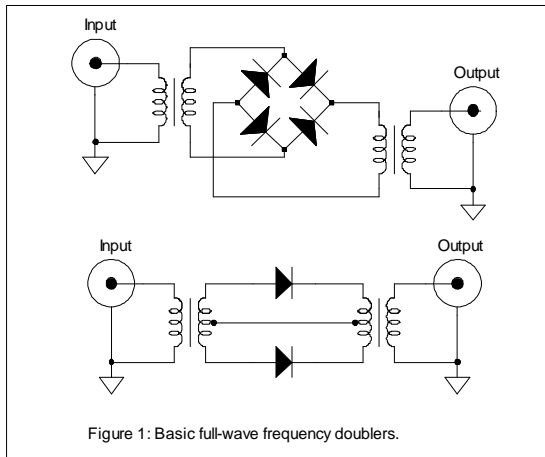 Input
Output
Input
Output
Figure 1: Basic full-wave frequency doublers.